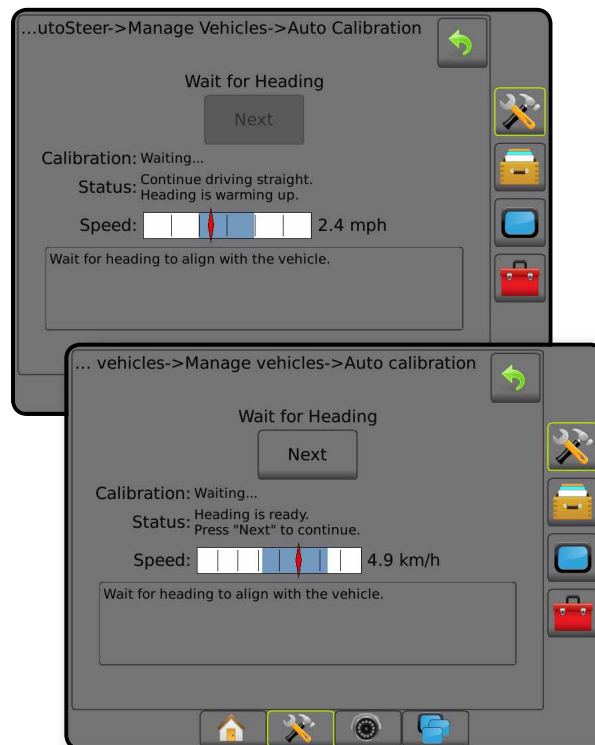 ...utoSteer->Manage Vehicles->Auto Calibration
Wait for Heading
Next
Calibration: Waiting...
Status: Continue driving straight.
Heading is warming up.
Speed: 2.4 mph
Wait for heading to align with the vehicle.
... vehicles->Manage vehicles->Auto calibration
Wait for Heading
Next
Calibration: Waiting...
Status: Heading is ready.
Press "Next" to continue.
Speed: 4.9 km/h
Wait for heading to align with the vehicle.